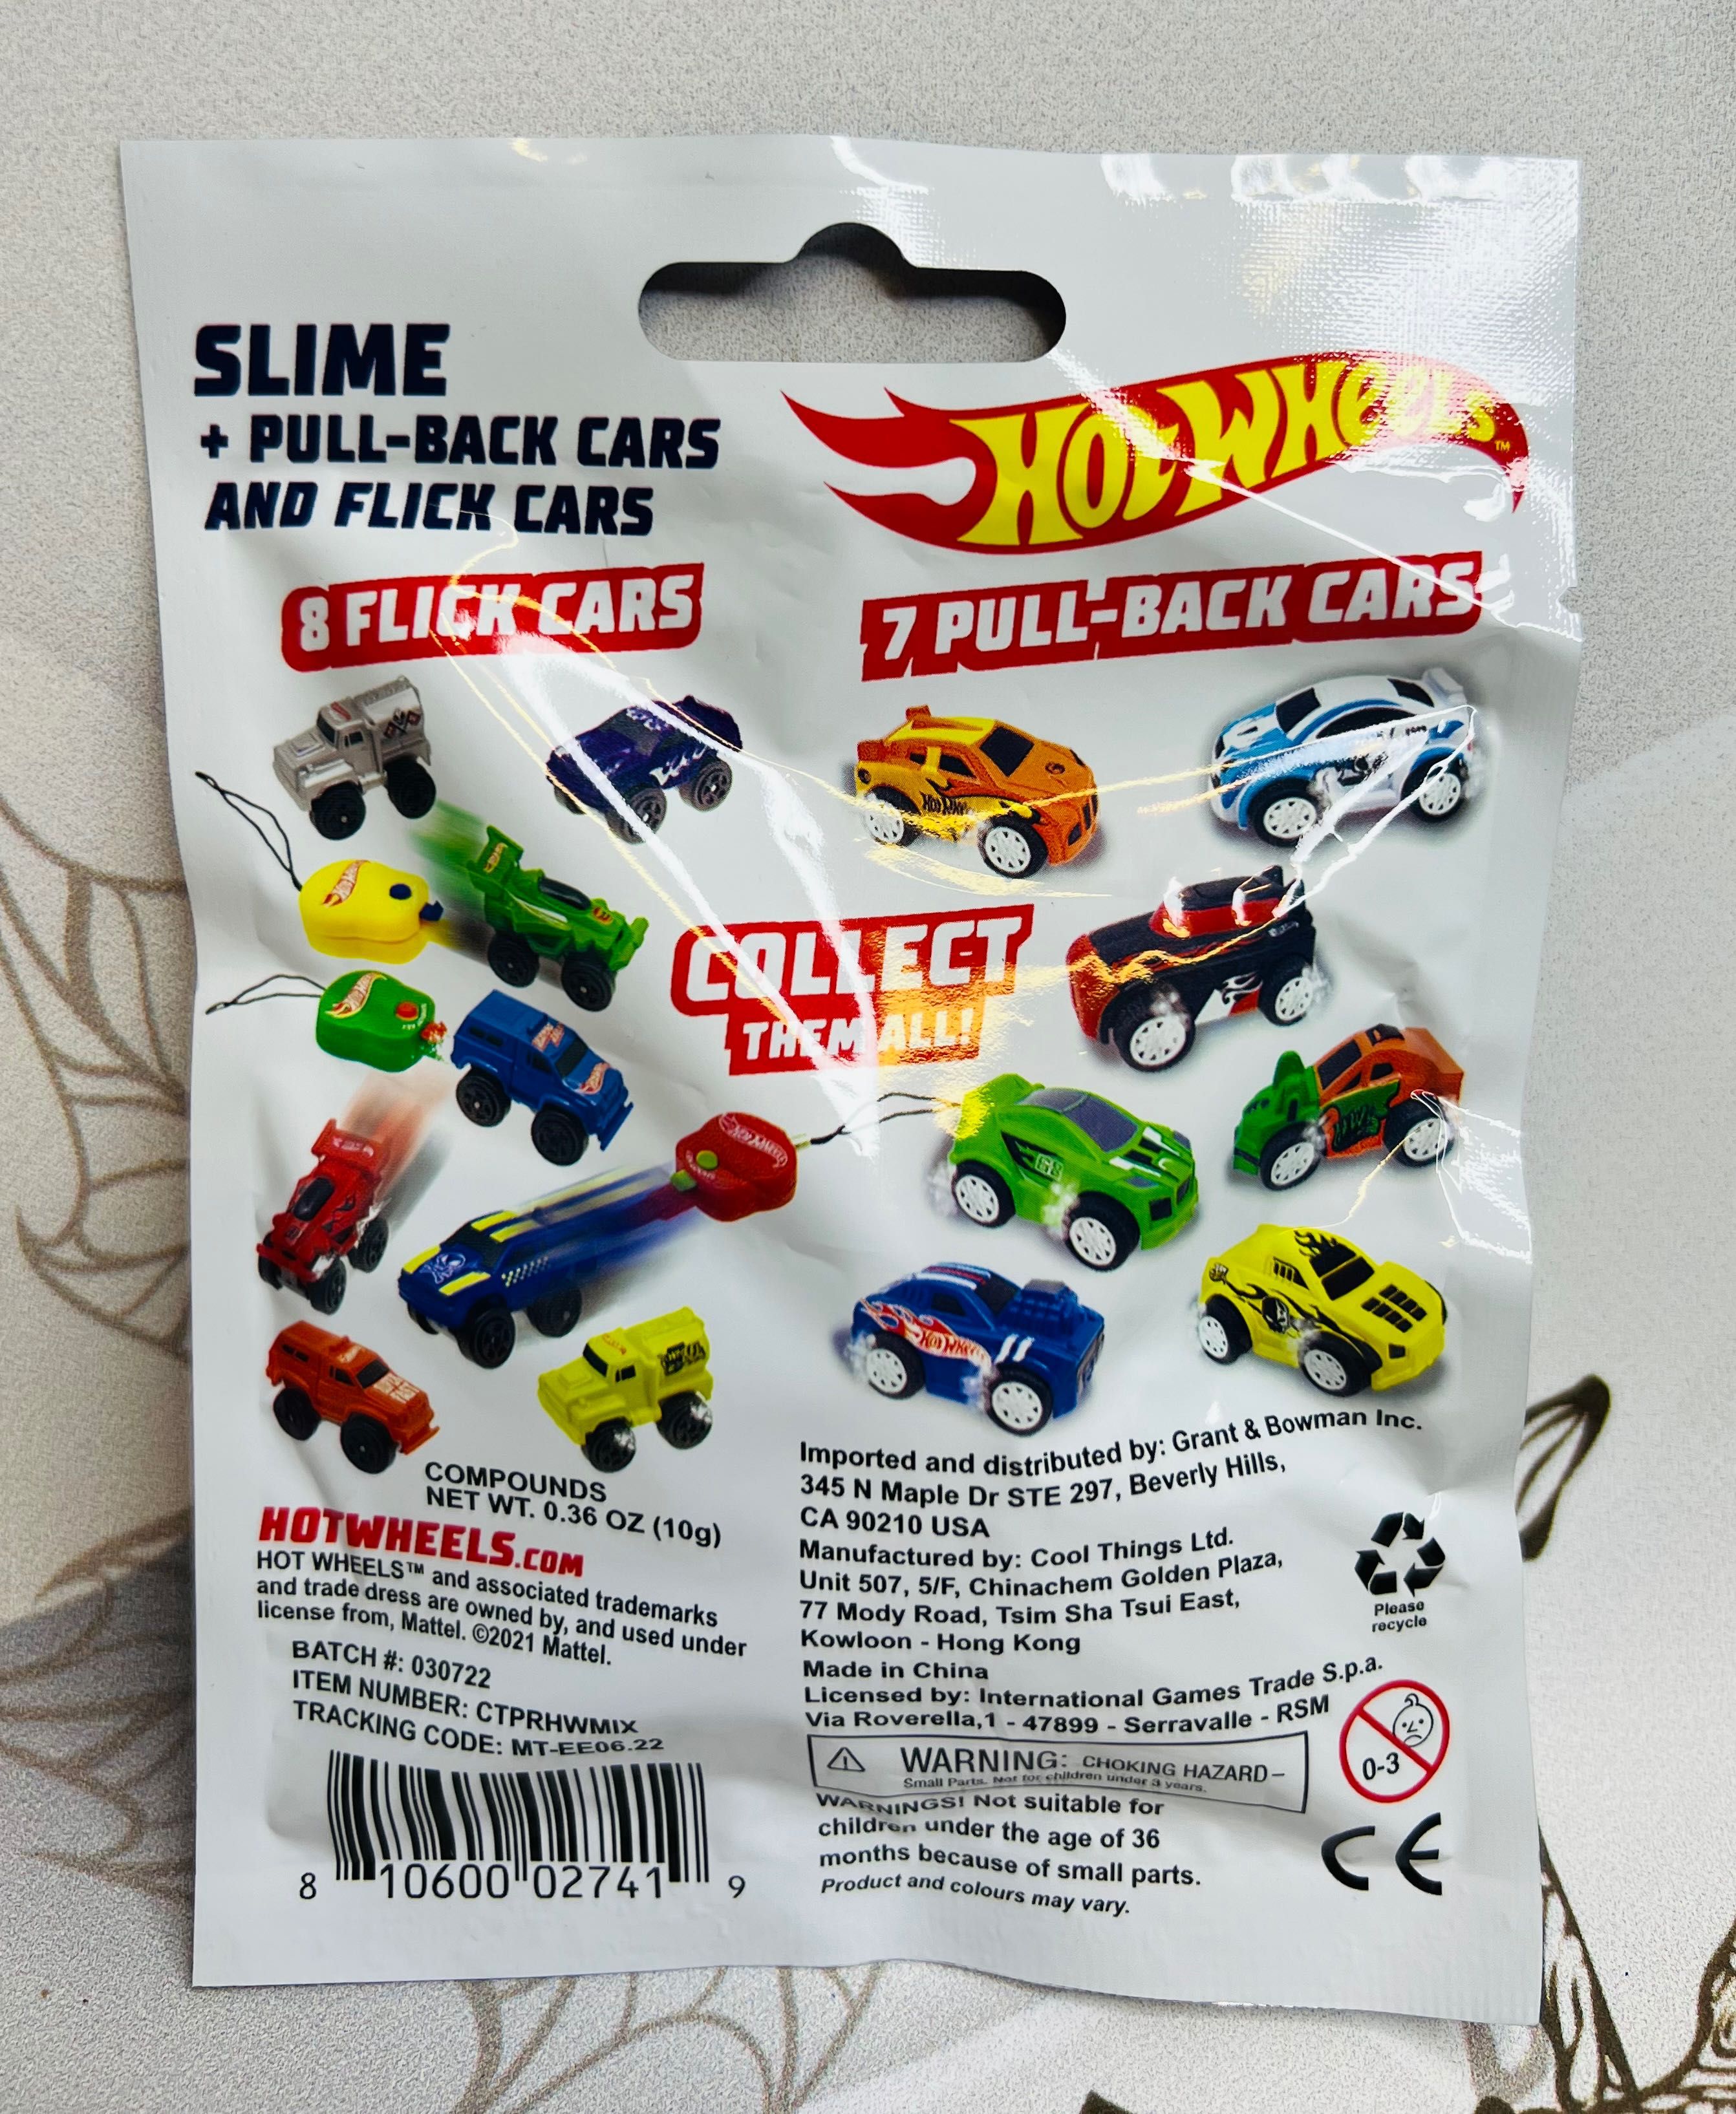 SLIME
+ PULL-BACK CARS
AND FLICK CARS
HOT WHEELS™
8 FLICK CARS
7 PULL-BACK CARS
COLLECT
THEM ALL!
68
HOT WHEELS
COMPOUNDS
NET WT. 0.36 OZ (10g)
HOTWHEELS.COM
HOT WHEELS™ and associated trademarks
and trade dress are owned by, and used under
license from, Mattel. ©2021 Mattel.
BATCH #: 030722
ITEM NUMBER: CTPRHWMIX
TRACKING CODE: MT-EE06.22
8 10600 02741 9
Imported and distributed by: Grant & Bowman Inc.
345 N Maple Dr STE 297, Beverly Hills,
CA 90210 USA
Manufactured by: Cool Things Ltd.
Unit 507, 5/F, Chinachem Golden Plaza,
77 Mody Road, Tsim Sha Tsui East,
Kowloon - Hong Kong
Made in China
Licensed by: International Games Trade S.p.a.
Via Roverella,1 - 47899 - Serravalle - RSM
Please
recycle
WARNING: CHOKING HAZARD–
Small Parts. Not for children under 3 years.
0-3
WARNINGS! Not suitable for
children under the age of 36
months because of small parts.
Product and colours may vary.
CE